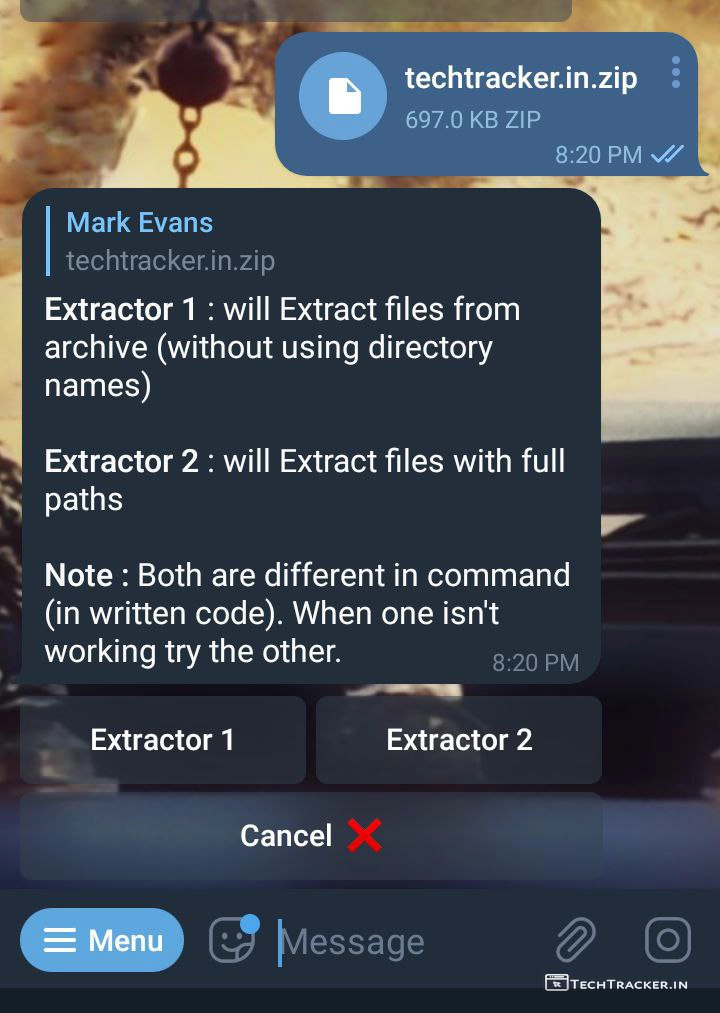 techtracker.in.zip
697.0 KB ZIP
8:20 PM
Mark Evans
techtracker.in.zip
Extractor 1 : will Extract files from
archive (without using directory
names)
Extractor 2 : will Extract files with full
paths
Note : Both are different in command
(in written code). When one isn't
working try the other.
8:20 PM
Extractor 1
Extractor 2
Cancel ❌
Menu
Message
TECHTRACKER.IN